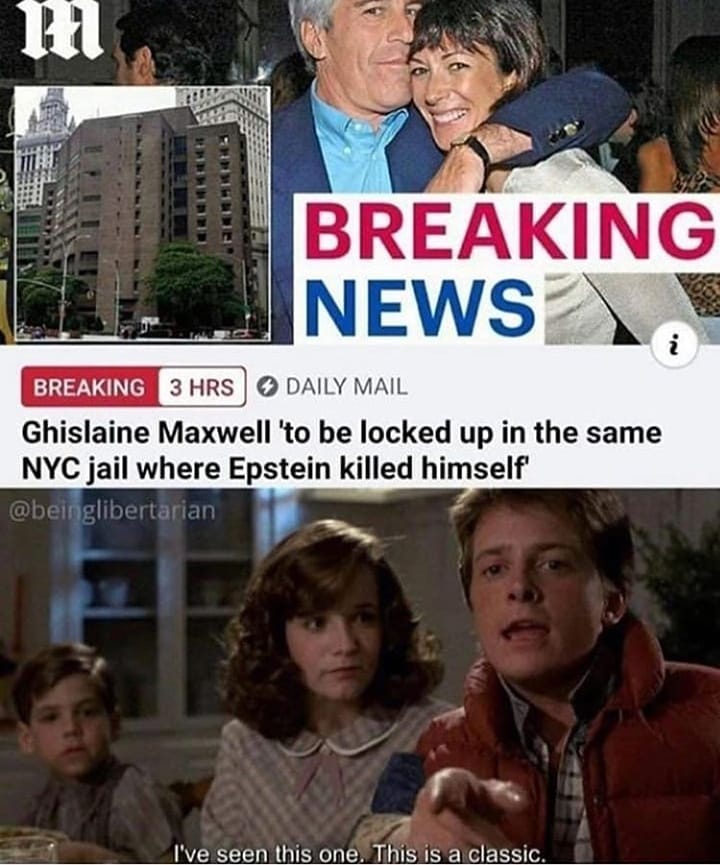 m
BREAKING
NEWS
i
BREAKING 3 HRS DAILY MAIL
Ghislaine Maxwell 'to be locked up in the same
NYC jail where Epstein killed himself'
@beinglibertarian
I've seen this one. This is a classic.